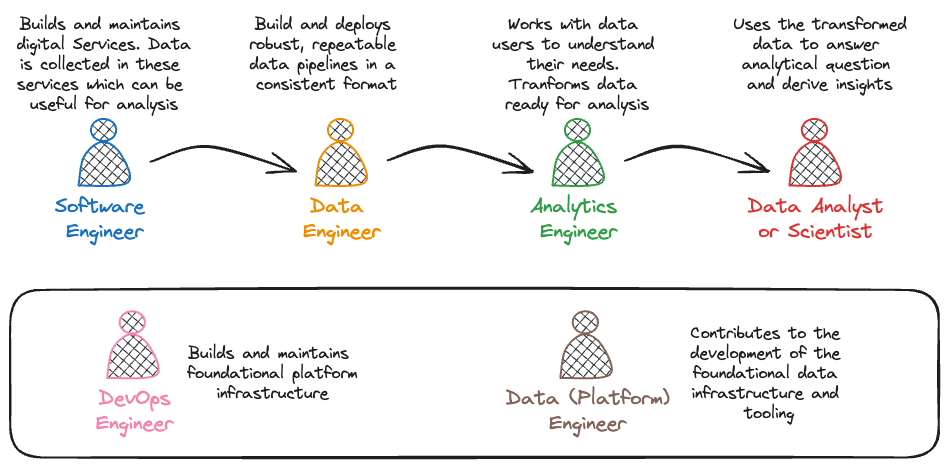 Builds and maintains
digital Services. Data
is collected in these
services which can be
useful for analysis
Software
Engineer
Build and deploys
robust, repeatable
data pipelines in a
consistent format
Data
Engineer
Works with data
users to understand
their needs.
Tranforms data
ready for analysis
Analytics
Engineer
Uses the transformed
data to answer
analytical question
and derive insights
Data Analyst
or Scientist
DevOps
Engineer
Builds and maintains
foundational platform
infrastructure
Data (Platform)
Engineer
Contributes to the
development of the
foundational data
infrastructure and
tooling